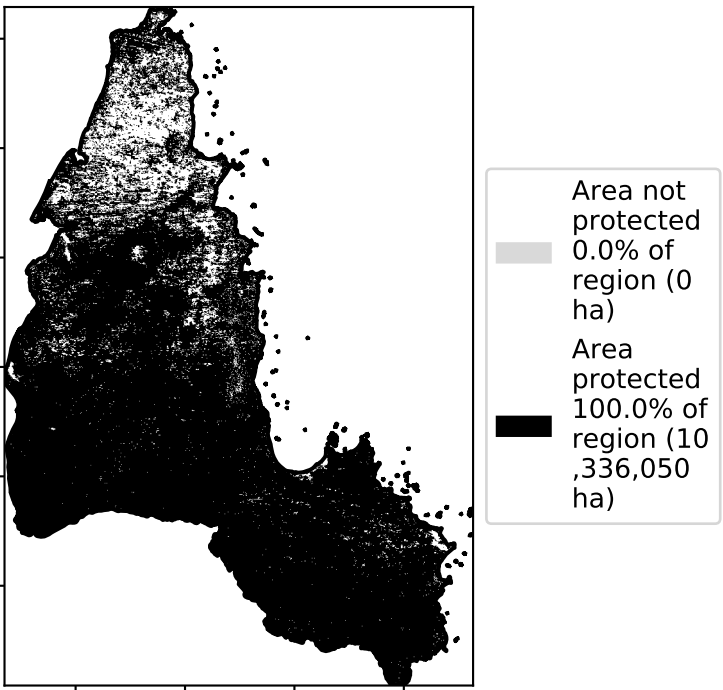 Area not
protected
0.0% of
region (0
ha)
Area
protected
100.0% of
region (10
,336,050
ha)